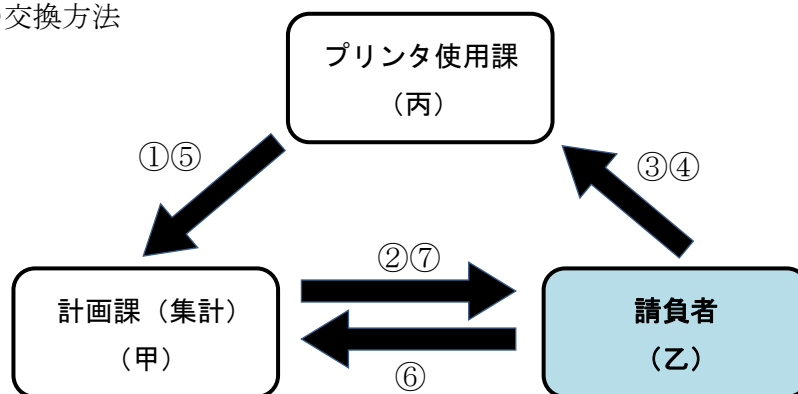 交換方法
プリンタ使用課
（丙）
①⑤
③④
②⑦
計画課（集計）
（甲）
請負者
（乙）
⑥